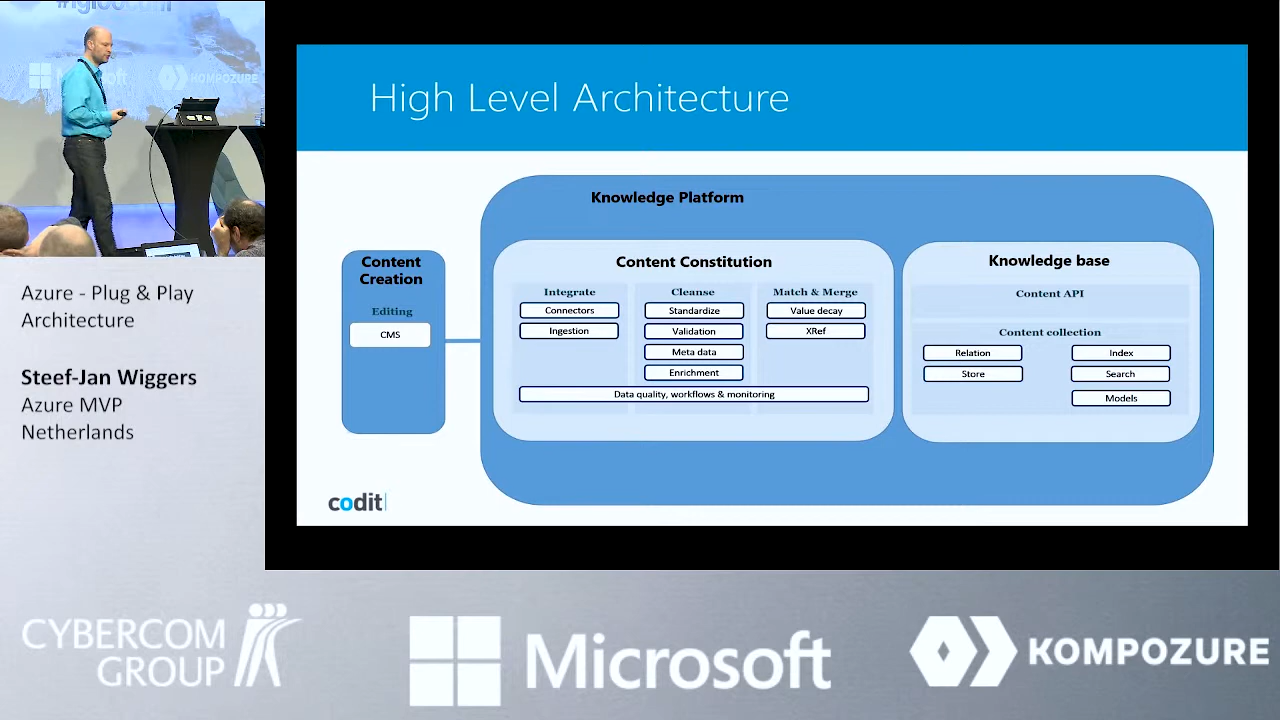 Microsoft
KOMPOZURE
High Level Architecture
Knowledge Platform
Content
Creation
Editing
CMS
Content Constitution
Integrate
Connectors
Ingestion
Cleanse
Standardize
Validation
Meta data
Enrichment
Match & Merge
Value decay
XRef
Data quality, workflows & monitoring
Knowledge base
Content API
Content collection
Relation
Store
Index
Search
Models
codit
Azure - Plug & Play
Architecture
Steef-Jan Wiggers
Azure MVP
Netherlands
CYBERCOM
GROUP
Microsoft
KOMPOZURE